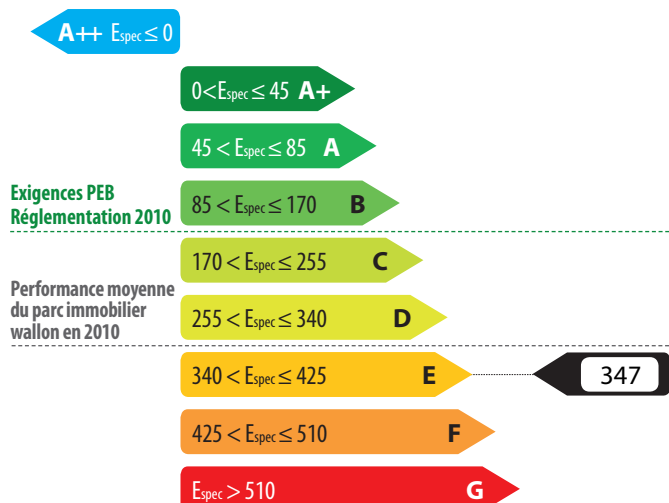 A++ Espec ≤ 0
0<Espec ≤ 45 A+
45 < Espec ≤ 85 A
Exigences PEB
Réglementation 2010
85 < Espec ≤ 170 B
170 < Espec ≤ 255 C
Performance moyenne
du parc immobilier
wallon en 2010
255 < Espec ≤ 340 D
340 < Espec ≤ 425 E
347
425 < Espec ≤ 510 F
Espec > 510 G